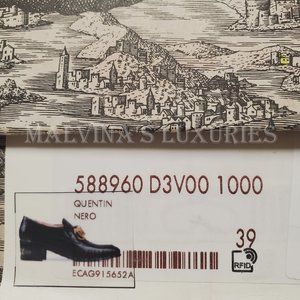 MALVINA'S LUXURIES
588960 D3V00 1000
QUENTIN
NERO
39
RFID
ECAG915652A